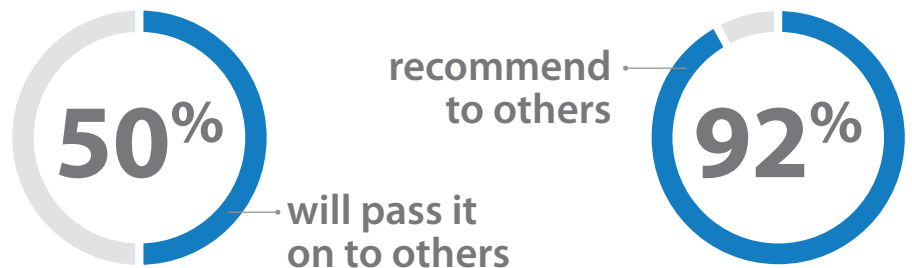 50%
will pass it
on to others
recommend
to others
92%